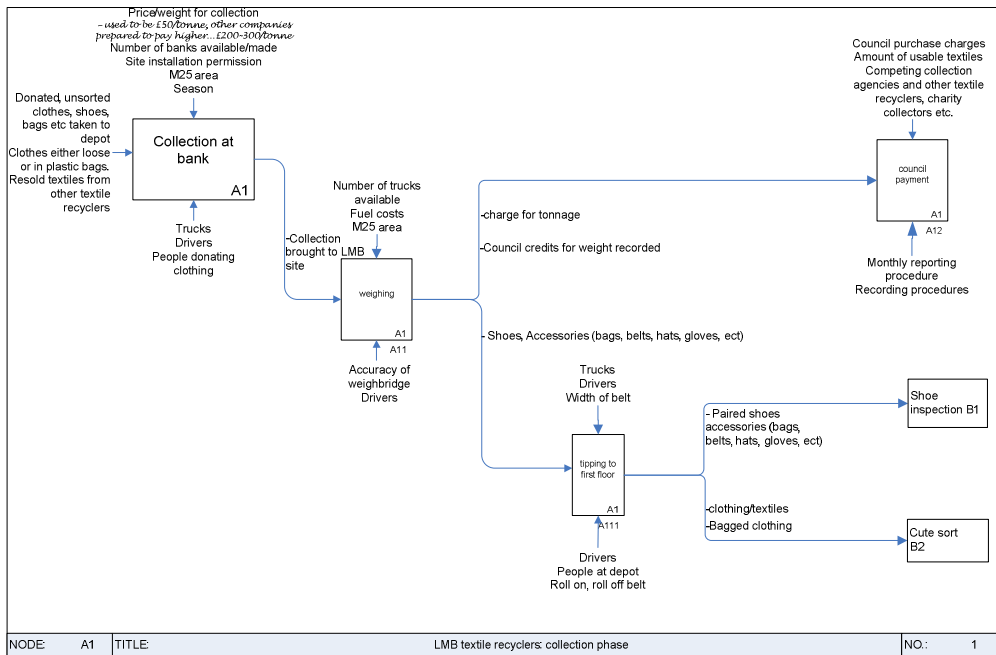 Price/weight for collection
- used to be £50/tonne, other companies
prepared to pay higher...£200-300/tonne
Number of banks available/made
Site installation permission
M25 area
Season
Donated, unsorted
clothes, shoes,
bags etc taken to
depot
Clothes either loose
or in plastic bags.
Resold textiles from
other textile
recyclers
Collection at
bank
A1
Trucks
Drivers
People donating
clothing
-Collection
brought to LMB
site
Number of trucks
available
Fuel costs
M25 area
weighing
A1
A11
Accuracy of
weighbridge
Drivers
-charge for tonnage
-Council credits for weight recorded
Council purchase charges
Amount of usable textiles
Competing collection
agencies and other textile
recyclers, charity
collectors etc.
council
payment
A1
A12
Monthly reporting
procedure
Recording procedures
- Shoes, Accessories (bags, belts, hats, gloves, ect)
Trucks
Drivers
Width of belt
tipping to
first floor
A1
A111
Drivers
People at depot
Roll on, roll off belt
- Paired shoes
accessories (bags,
belts, hats, gloves, ect)
Shoe
inspection B1
-clothing/textiles
-Bagged clothing
Cute sort
B2
NODE: A1 TITLE: LMB textile recyclers: collection phase NO.: 1